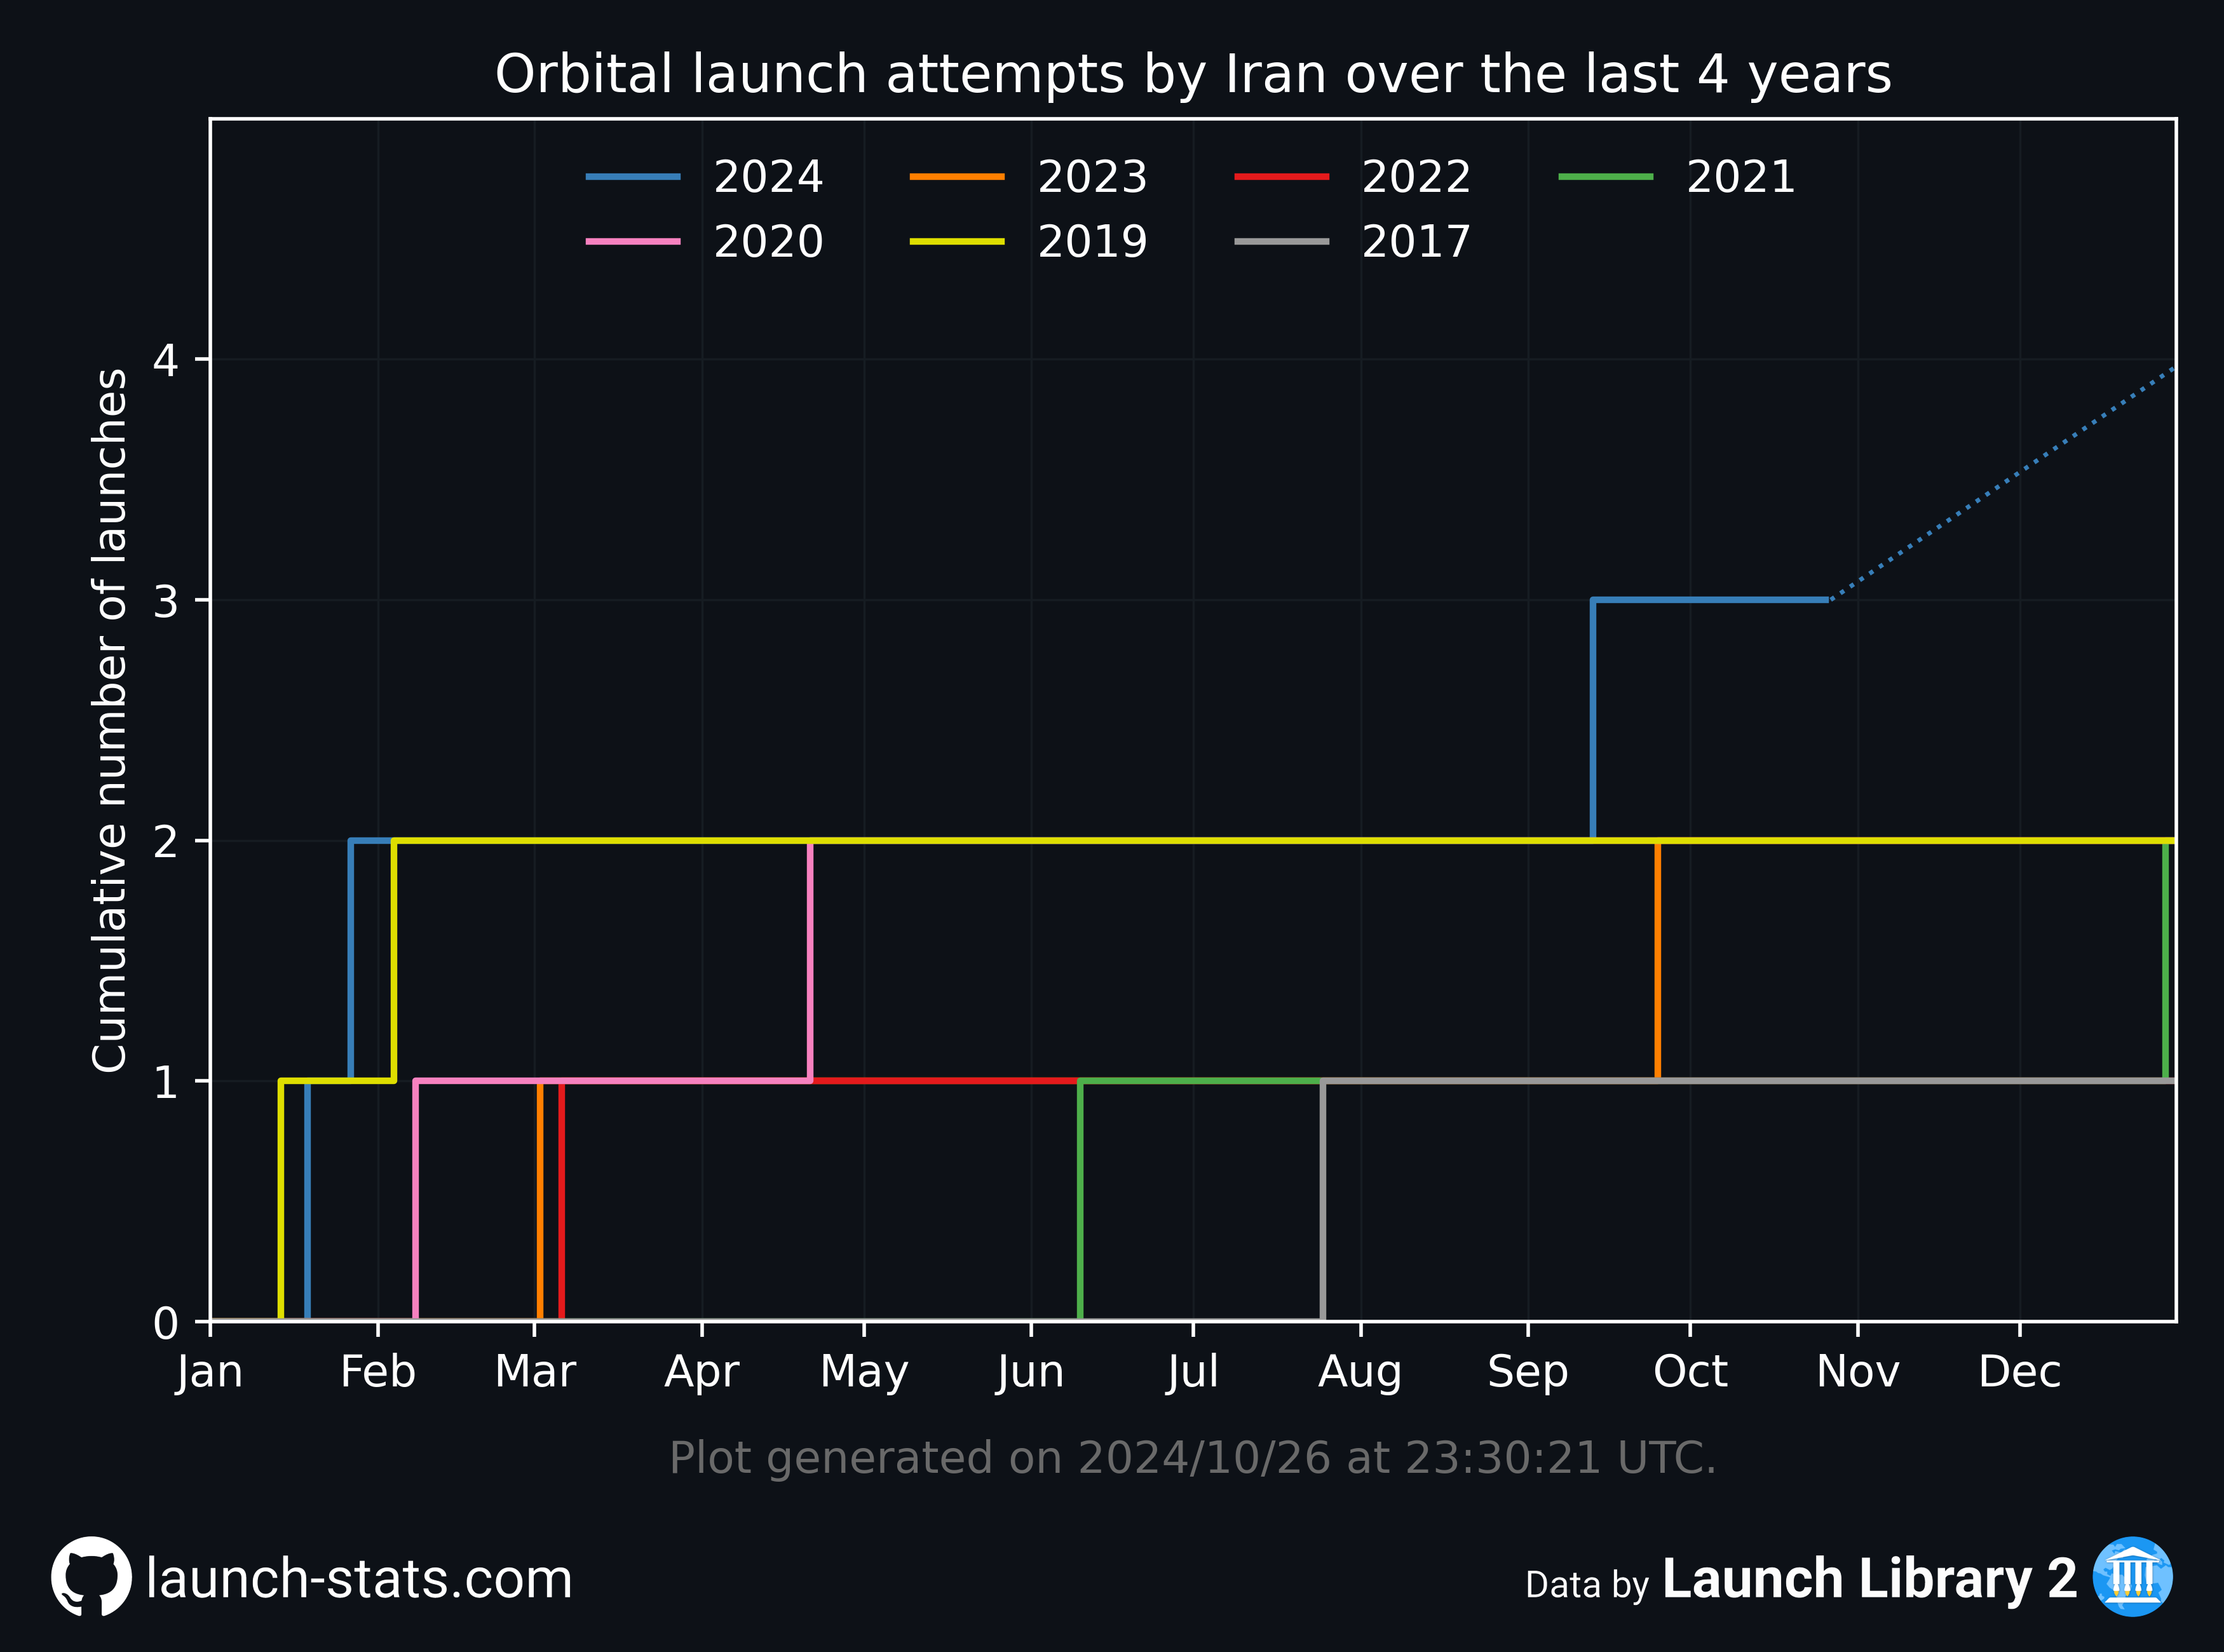 Orbital launch attempts by Iran over the last 4 years
2024 2023 2022 2021
2020 2019 2017
Cumulative number of launches
4
3
2
1
0
Jan Feb Mar Apr May Jun Jul Aug Sep Oct Nov Dec
Plot generated on 2024/10/26 at 23:30:21 UTC.
launch-stats.com
Data by Launch Library 2